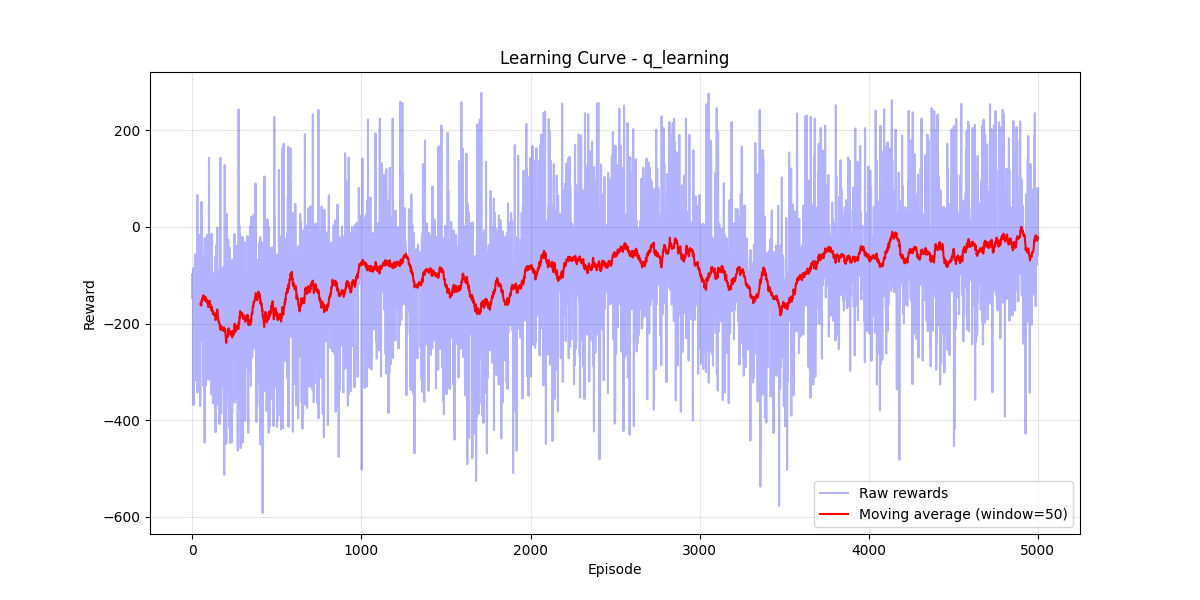 Learning Curve - q_learning
Reward
200
0
−200
−400
−600
0
1000
2000
3000
4000
5000
Episode
Raw rewards
Moving average (window=50)